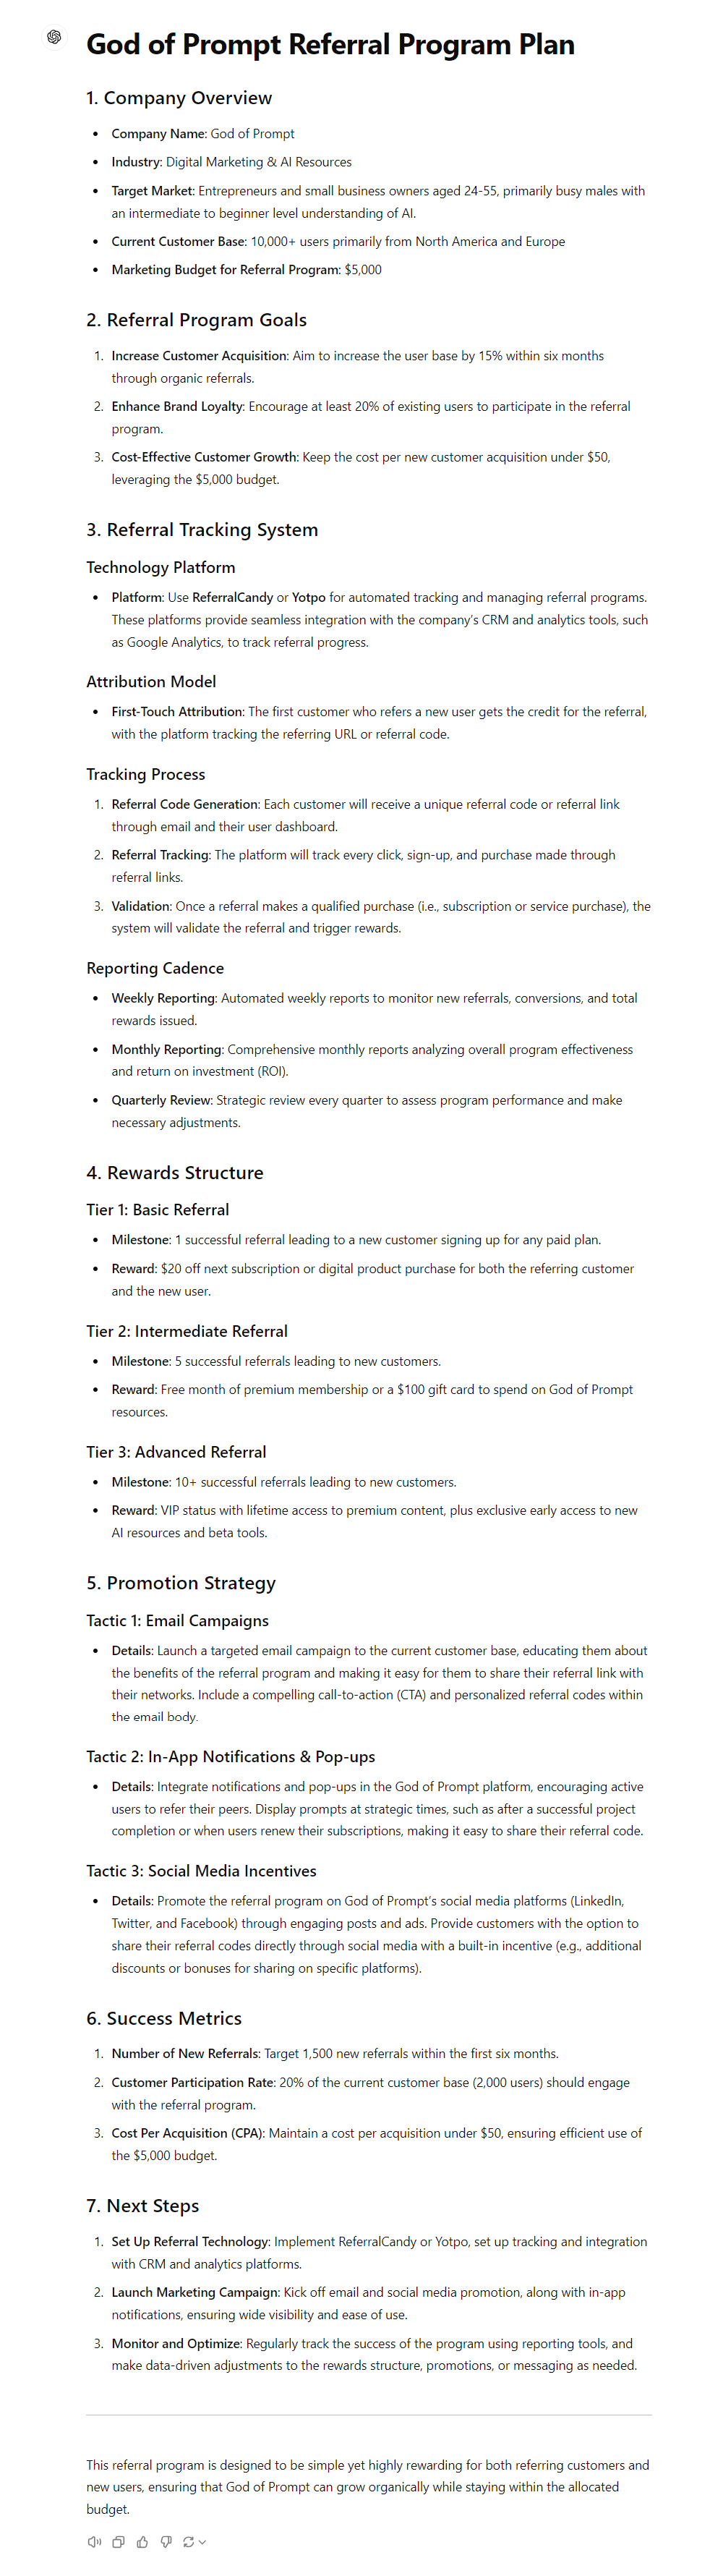 God of Prompt Referral Program Plan
1. Company Overview
• Company Name: God of Prompt
• Industry: Digital Marketing & AI Resources
• Target Market: Entrepreneurs and small business owners aged 24-55, primarily busy males with
an intermediate to beginner level understanding of AI.
• Current Customer Base: 10,000+ users primarily from North America and Europe
• Marketing Budget for Referral Program: $5,000
2. Referral Program Goals
1. Increase Customer Acquisition: Aim to increase the user base by 15% within six months
through organic referrals.
2. Enhance Brand Loyalty: Encourage at least 20% of existing users to participate in the referral
program.
3. Cost-Effective Customer Growth: Keep the cost per new customer acquisition under $50,
leveraging the $5,000 budget.
3. Referral Tracking System
Technology Platform
• Platform: Use ReferralCandy or Yotpo for automated tracking and managing referral programs.
These platforms provide seamless integration with the company's CRM and analytics tools, such
as Google Analytics, to track referral progress.
Attribution Model
• First-Touch Attribution: The first customer who refers a new user gets the credit for the referral,
with the platform tracking the referring URL or referral code.
Tracking Process
1. Referral Code Generation: Each customer will receive a unique referral code or referral link
through email and their user dashboard.
2. Referral Tracking: The platform will track every click, sign-up, and purchase made through
referral links.
3. Validation: Once a referral makes a qualified purchase (i.e., subscription or service purchase), the
system will validate the referral and trigger rewards.
Reporting Cadence
• Weekly Reporting: Automated weekly reports to monitor new referrals, conversions, and total
rewards issued.
• Monthly Reporting: Comprehensive monthly reports analyzing overall program effectiveness
and return on investment (ROI).
• Quarterly Review: Strategic review every quarter to assess program performance and make
necessary adjustments.
4. Rewards Structure
Tier 1: Basic Referral
• Milestone: 1 successful referral leading to a new customer signing up for any paid plan.
• Reward: $20 off next subscription or digital product purchase for both the referring customer
and the new user.
Tier 2: Intermediate Referral
• Milestone: 5 successful referrals leading to new customers.
• Reward: Free month of premium membership or a $100 gift card to spend on God of Prompt
resources.
Tier 3: Advanced Referral
• Milestone: 10+ successful referrals leading to new customers.
• Reward: VIP status with lifetime access to premium content, plus exclusive early access to new
AI resources and beta tools.
5. Promotion Strategy
Tactic 1: Email Campaigns
• Details: Launch a targeted email campaign to the current customer base, educating them about
the benefits of the referral program and making it easy for them to share their referral link with
their networks. Include a compelling call-to-action (CTA) and personalized referral codes within
the email body.
Tactic 2: In-App Notifications & Pop-ups
• Details: Integrate notifications and pop-ups in the God of Prompt platform, encouraging active
users to refer their peers. Display prompts at strategic times, such as after a successful project
completion or when users renew their subscriptions, making it easy to share their referral code.
Tactic 3: Social Media Incentives
• Details: Promote the referral program on God of Prompt's social media platforms (LinkedIn,
Twitter, and Facebook) through engaging posts and ads. Provide customers with the option to
share their referral codes directly through social media with a built-in incentive (e.g., additional
discounts or bonuses for sharing on specific platforms).
6. Success Metrics
1. Number of New Referrals: Target 1,500 new referrals within the first six months.
2. Customer Participation Rate: 20% of the current customer base (2,000 users) should engage
with the referral program.
3. Cost Per Acquisition (CPA): Maintain a cost per acquisition under $50, ensuring efficient use of
the $5,000 budget.
7. Next Steps
1. Set Up Referral Technology: Implement ReferralCandy or Yotpo, set up tracking and integration
with CRM and analytics platforms.
2. Launch Marketing Campaign: Kick off email and social media promotion, along with in-app
notifications, ensuring wide visibility and ease of use.
3. Monitor and Optimize: Regularly track the success of the program using reporting tools, and
make data-driven adjustments to the rewards structure, promotions, or messaging as needed.
This referral program is designed to be simple yet highly rewarding for both referring customers and
new users, ensuring that God of Prompt can grow organically while staying within the allocated
budget.